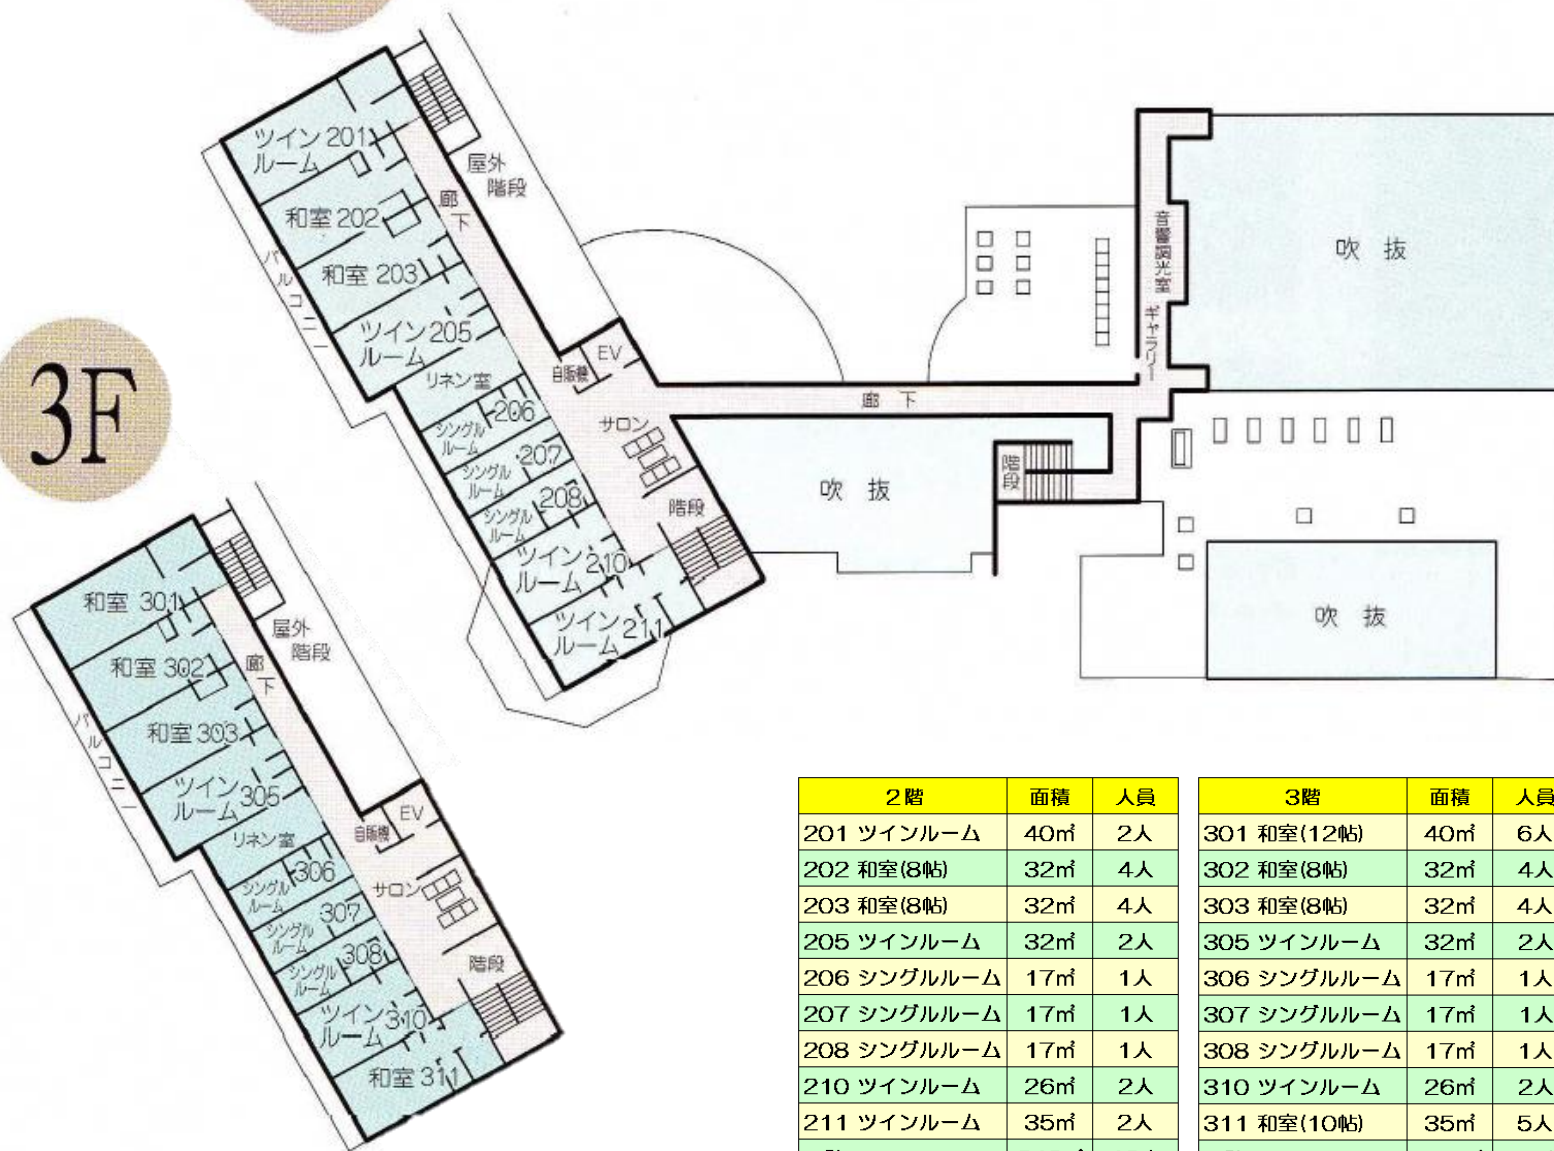 ツイン 201
ルーム
和室 202
和室 203
ツイン 205
ルーム
リネン室
206
シングル
ルーム
207
シングル
ルーム
208
シングル
ルーム
ツイン 210
ルーム
ツイン 211
ルーム
バルコニー
廊下
屋外
階段
自販機
EV
サロン
階段
廊下
吹抜
階段
音響調光室
ギャラリー
吹抜
吹抜
3F
和室 301
和室 302
和室 303
ツイン 305
ルーム
リネン室
306
シングル
ルーム
307
シングル
ルーム
308
シングル
ルーム
ツイン 310
ルーム
和室 311
バルコニー
廊下
屋外
階段
自販機
EV
サロン
階段
2階 面積 人員
201 ツインルーム 40㎡ 2人
202 和室(8帖) 32㎡ 4人
203 和室(8帖) 32㎡ 4人
205 ツインルーム 32㎡ 2人
206 シングルルーム 17㎡ 1人
207 シングルルーム 17㎡ 1人
208 シングルルーム 17㎡ 1人
210 ツインルーム 26㎡ 2人
211 ツインルーム 35㎡ 2人
3階 面積 人員
301 和室(12帖) 40㎡ 6人
302 和室(8帖) 32㎡ 4人
303 和室(8帖) 32㎡ 4人
305 ツインルーム 32㎡ 2人
306 シングルルーム 17㎡ 1人
307 シングルルーム 17㎡ 1人
308 シングルルーム 17㎡ 1人
310 ツインルーム 26㎡ 2人
311 和室(10帖) 35㎡ 5人